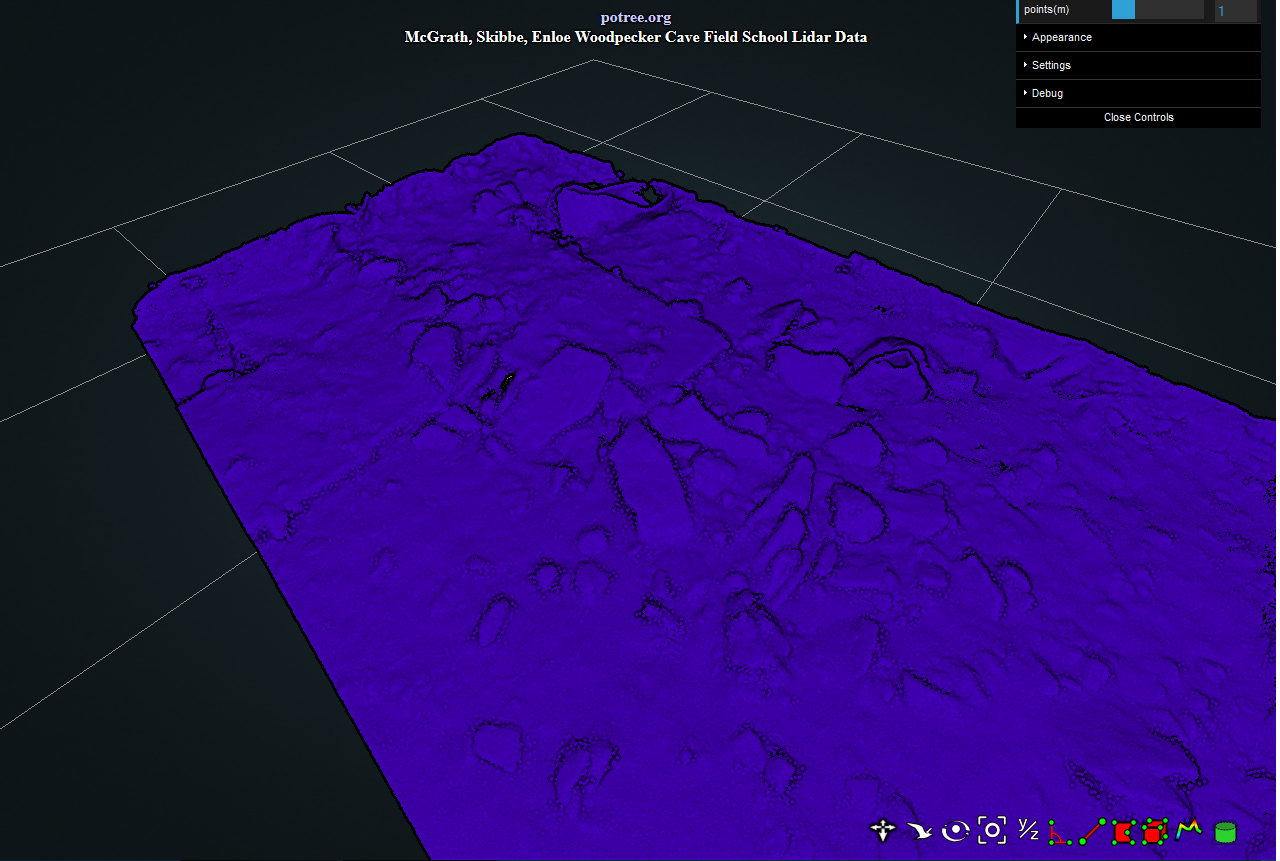 potree.org
McGrath, Skibbe, Enloe Woodpecker Cave Field School Lidar Data
points(m) 1
Appearance
Settings
Debug
Close Controls
y/z